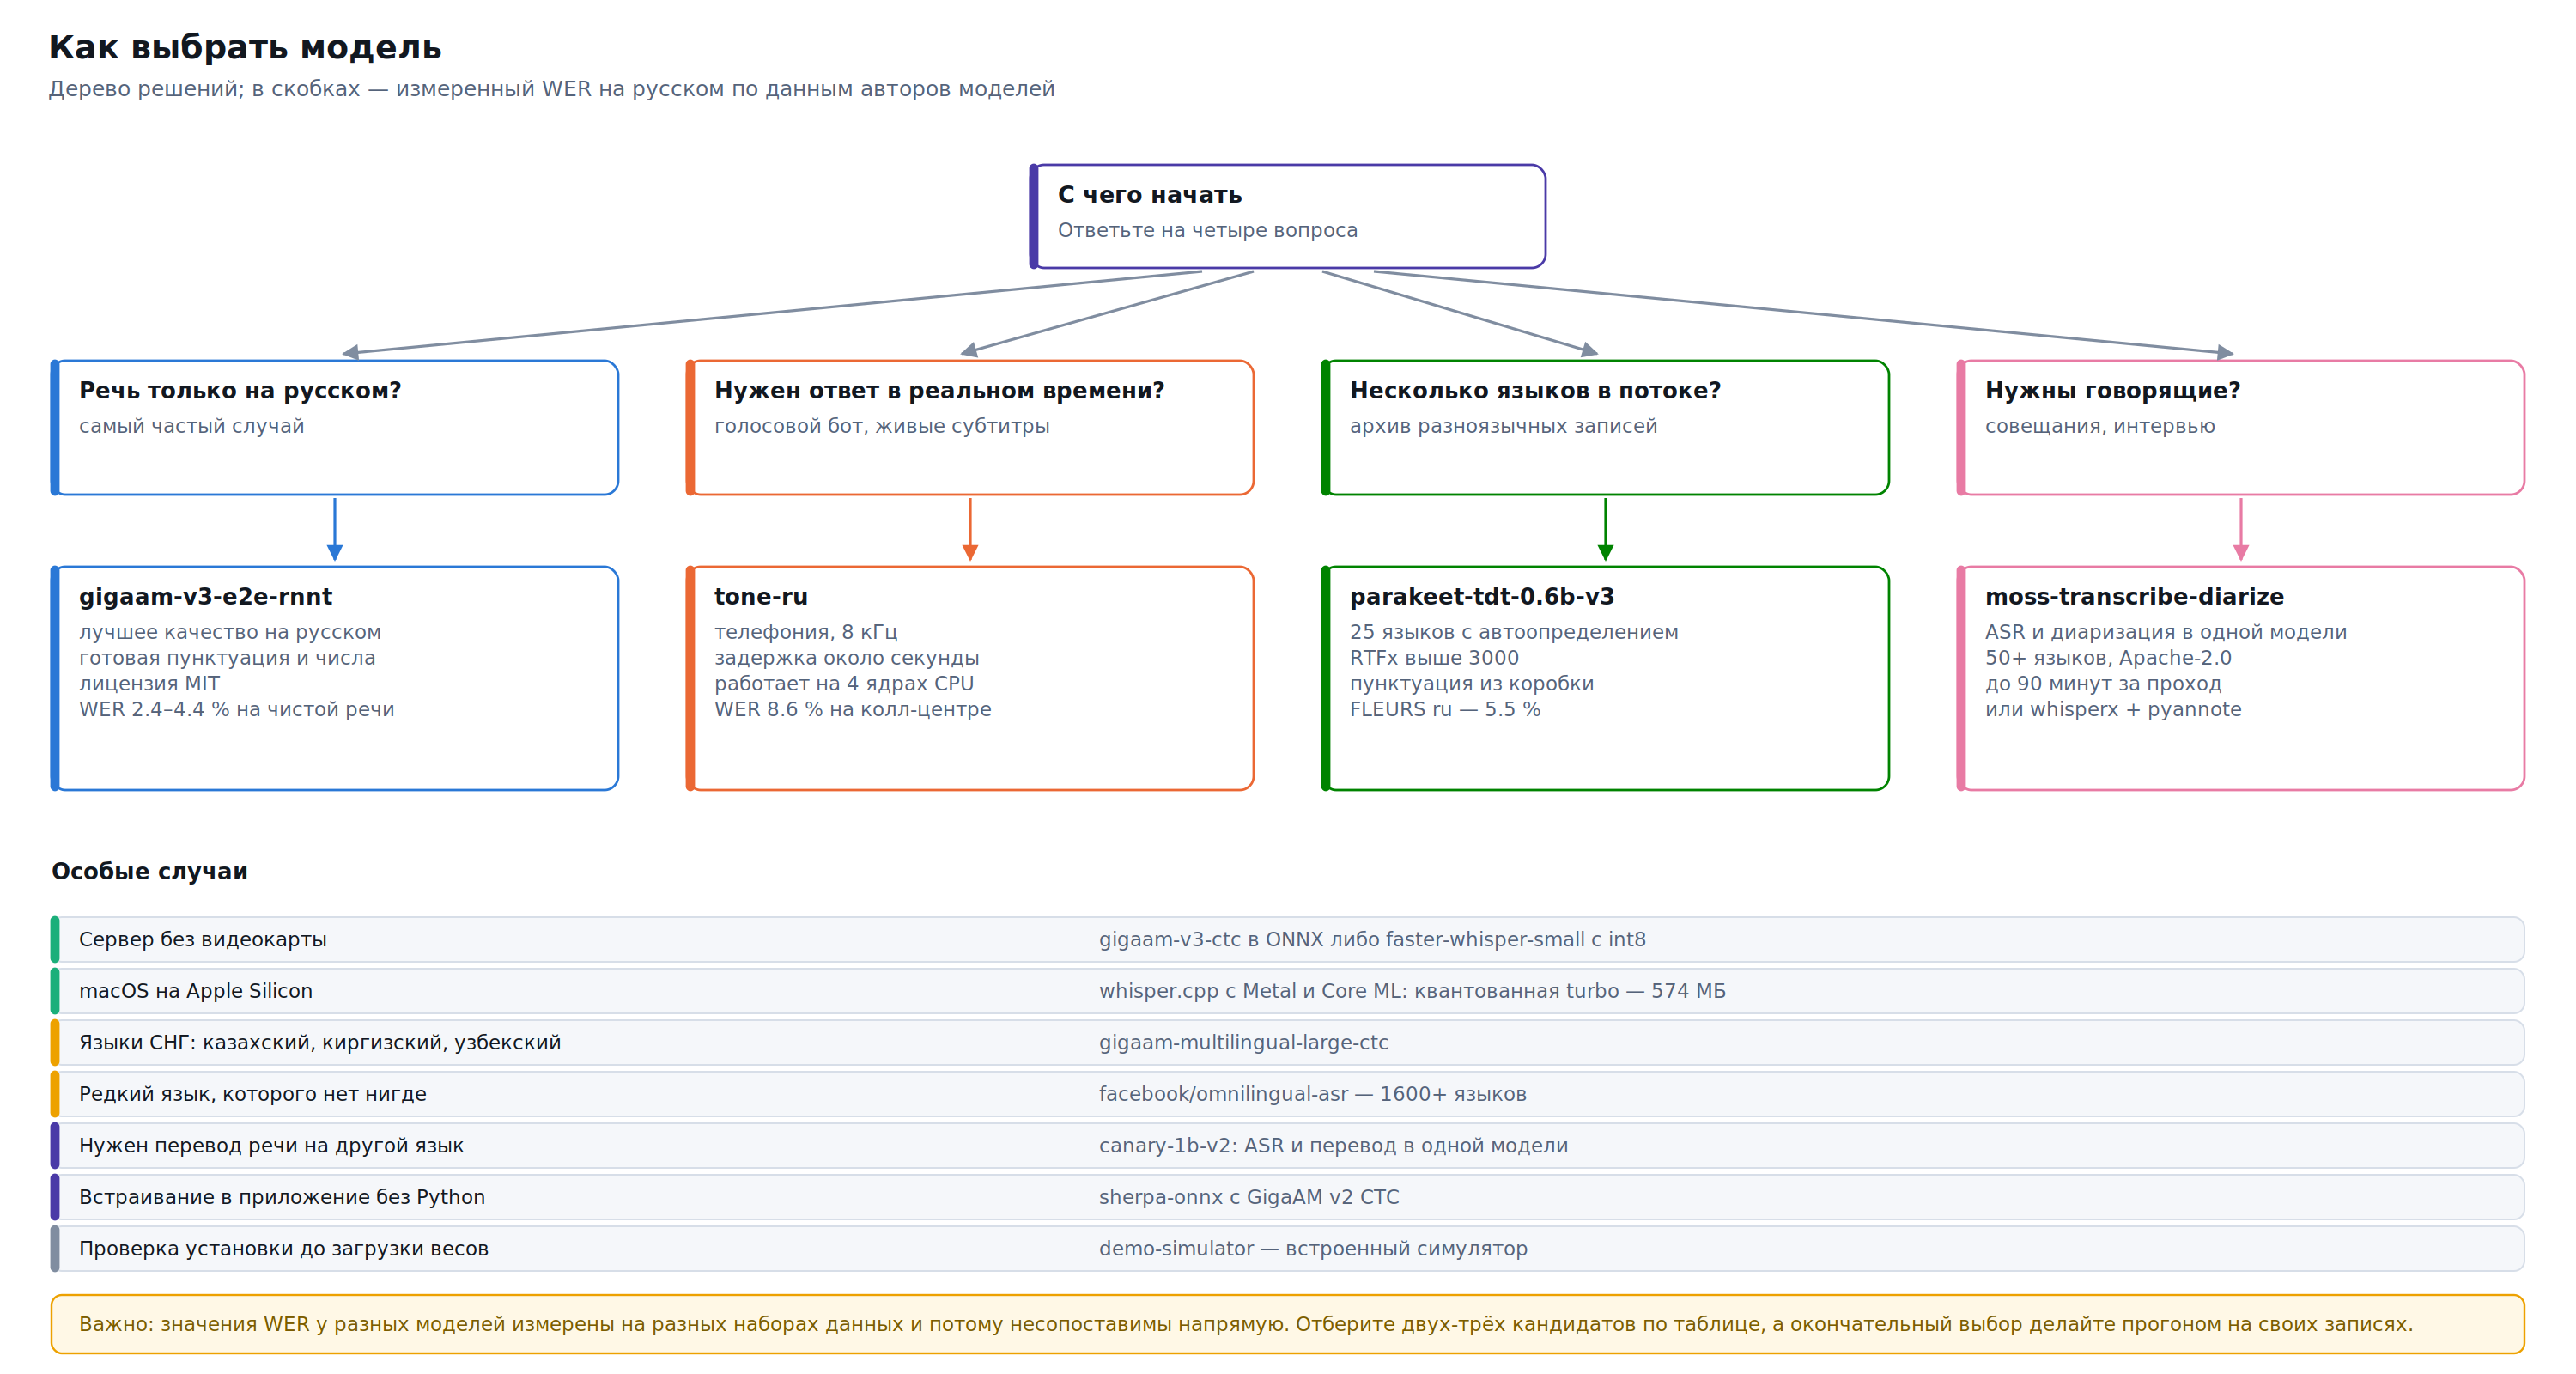 Как выбрать модель
Дерево решений; в скобках — измеренный WER на русском по данным авторов моделей
С чего начать
Ответьте на четыре вопроса
Речь только на русском?
самый частый случай
Нужен ответ в реальном времени?
голосовой бот, живые субтитры
Несколько языков в потоке?
архив разноязычных записей
Нужны говорящие?
совещания, интервью
gigaam-v3-e2e-rnnt
лучшее качество на русском
готовая пунктуация и числа
лицензия MIT
WER 2.4–4.4 % на чистой речи
tone-ru
телефония, 8 кГц
задержка около секунды
работает на 4 ядрах CPU
WER 8.6 % на колл-центре
parakeet-tdt-0.6b-v3
25 языков с автоопределением
RTFx выше 3000
пунктуация из коробки
FLEURS ru — 5.5 %
moss-transcribe-diarize
ASR и диаризация в одной модели
50+ языков, Apache-2.0
до 90 минут за проход
или whisperx + pyannote
Особые случаи
Сервер без видеокарты
gigaam-v3-ctc в ONNX либо faster-whisper-small с int8
macOS на Apple Silicon
whisper.cpp с Metal и Core ML: квантованная turbo — 574 МБ
Языки СНГ: казахский, киргизский, узбекский
gigaam-multilingual-large-ctc
Редкий язык, которого нет нигде
facebook/omnilingual-asr — 1600+ языков
Нужен перевод речи на другой язык
canary-1b-v2: ASR и перевод в одной модели
Встраивание в приложение без Python
sherpa-onnx с GigaAM v2 CTC
Проверка установки до загрузки весов
demo-simulator — встроенный симулятор
Важно: значения WER у разных моделей измерены на разных наборах данных и потому несопоставимы напрямую. Отберите двух-трёх кандидатов по таблице, а окончательный выбор делайте прогоном на своих записях.